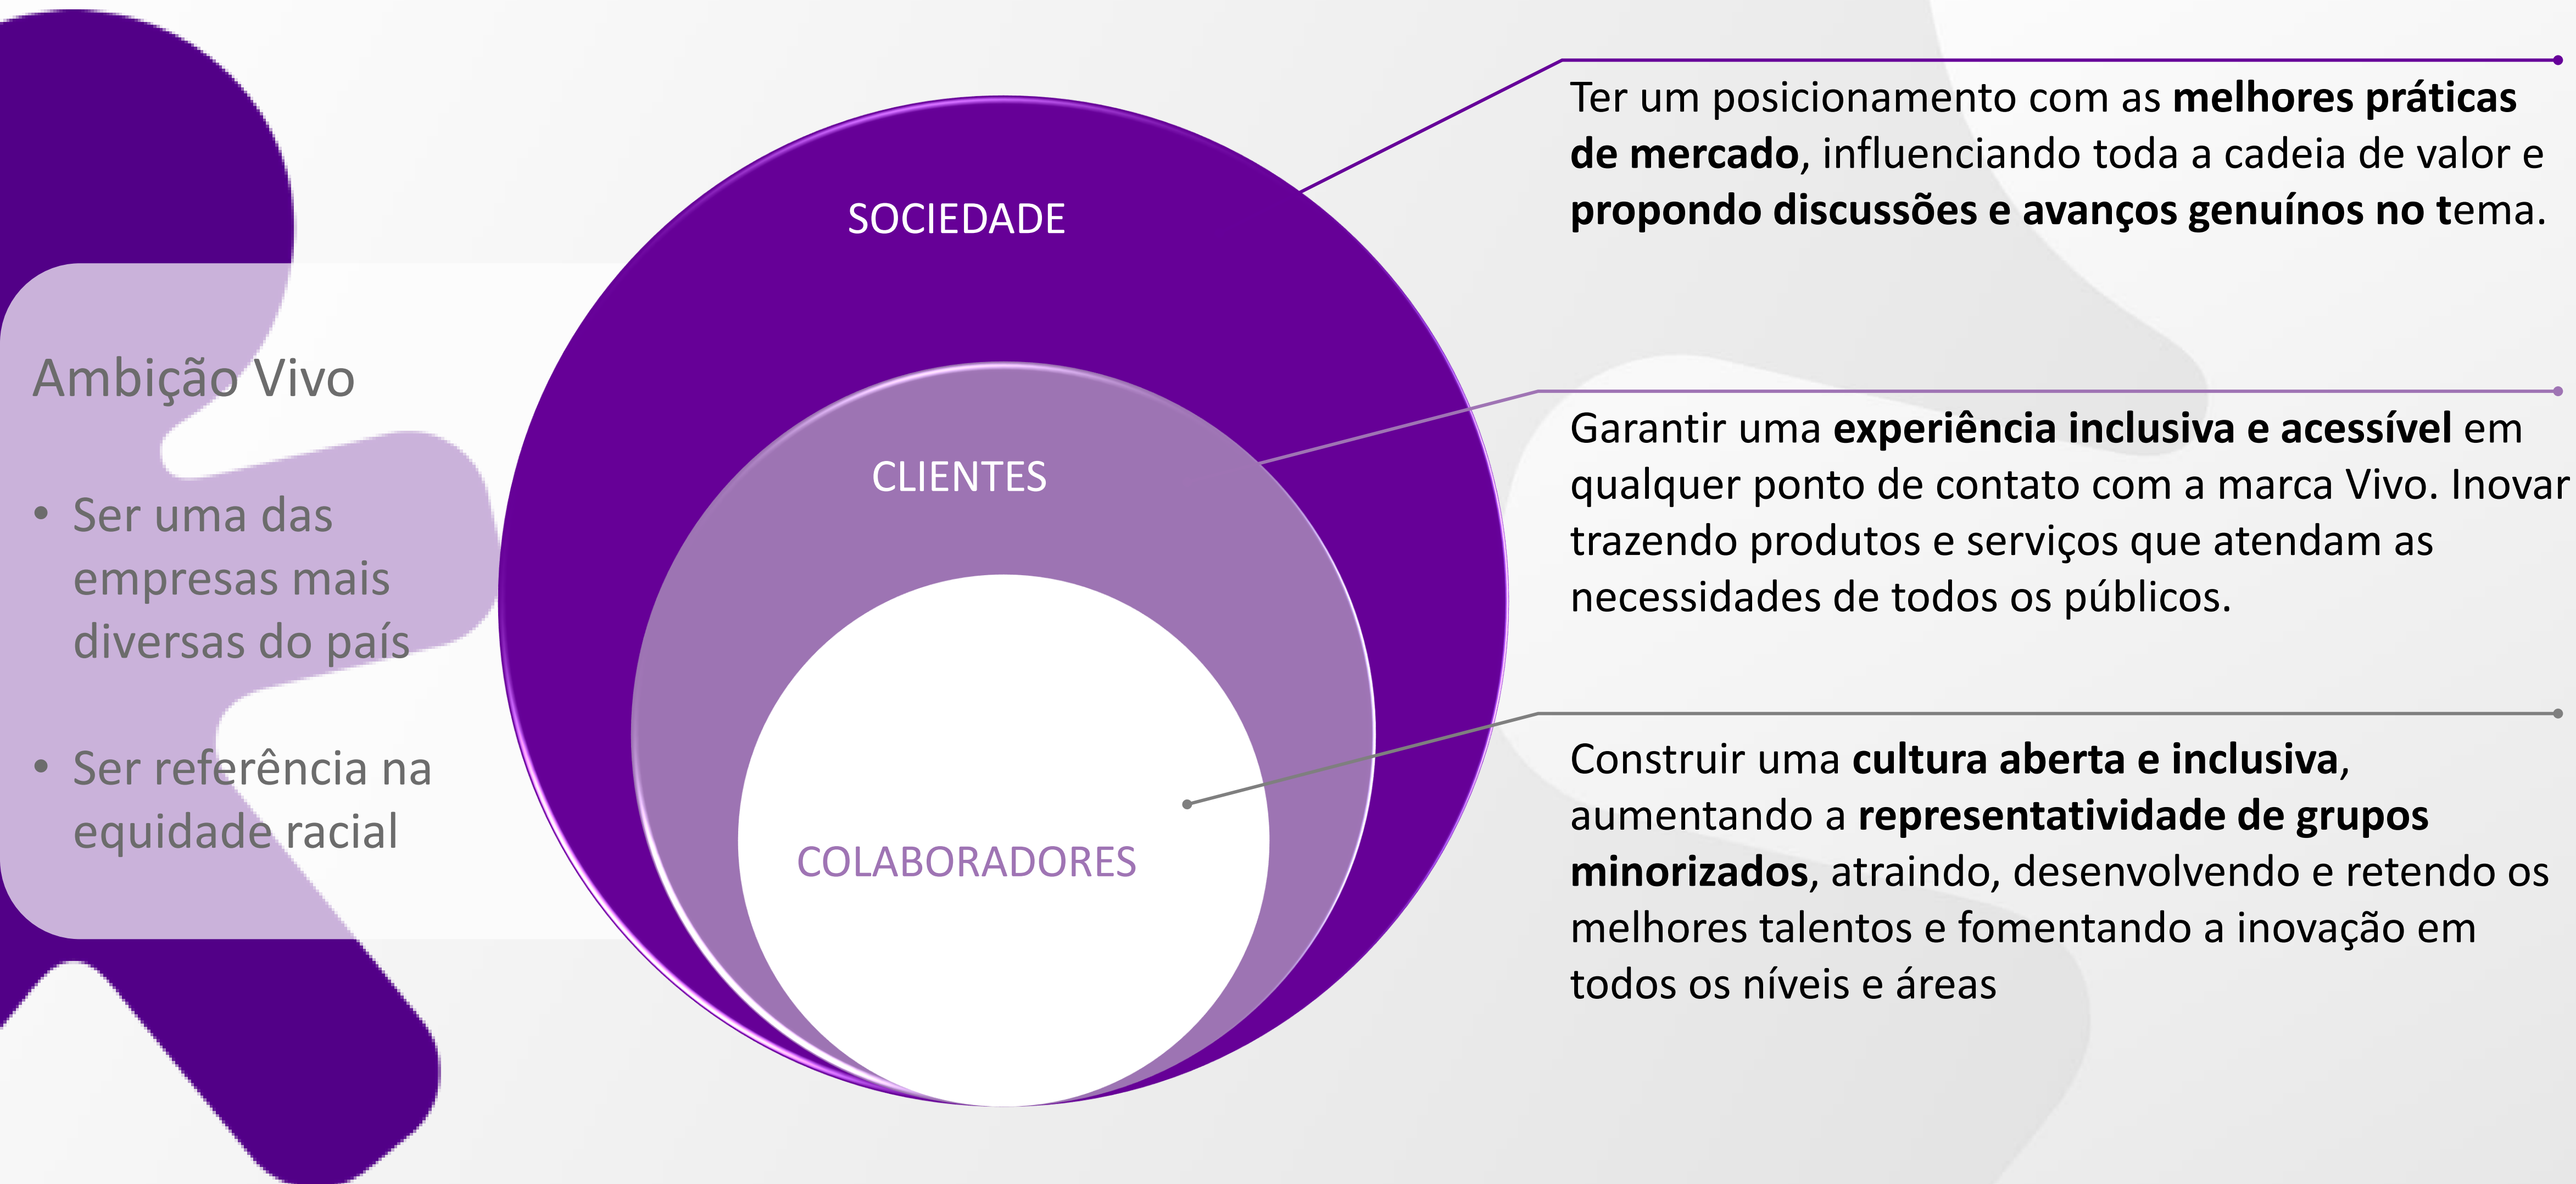 Ambição Vivo
• Ser uma das
empresas mais
diversas do país
• Ser referência na
equidade racial
SOCIEDADE
CLIENTES
COLABORADORES
Ter um posicionamento com as melhores práticas
de mercado, influenciando toda a cadeia de valor e
propondo discussões e avanços genuínos no tema.
Garantir uma experiência inclusiva e acessível em
qualquer ponto de contato com a marca Vivo. Inovar
trazendo produtos e serviços que atendam as
necessidades de todos os públicos.
Construir uma cultura aberta e inclusiva,
aumentando a representatividade de grupos
minorizados, atraindo, desenvolvendo e retendo os
melhores talentos e fomentando a inovação em
todos os níveis e áreas